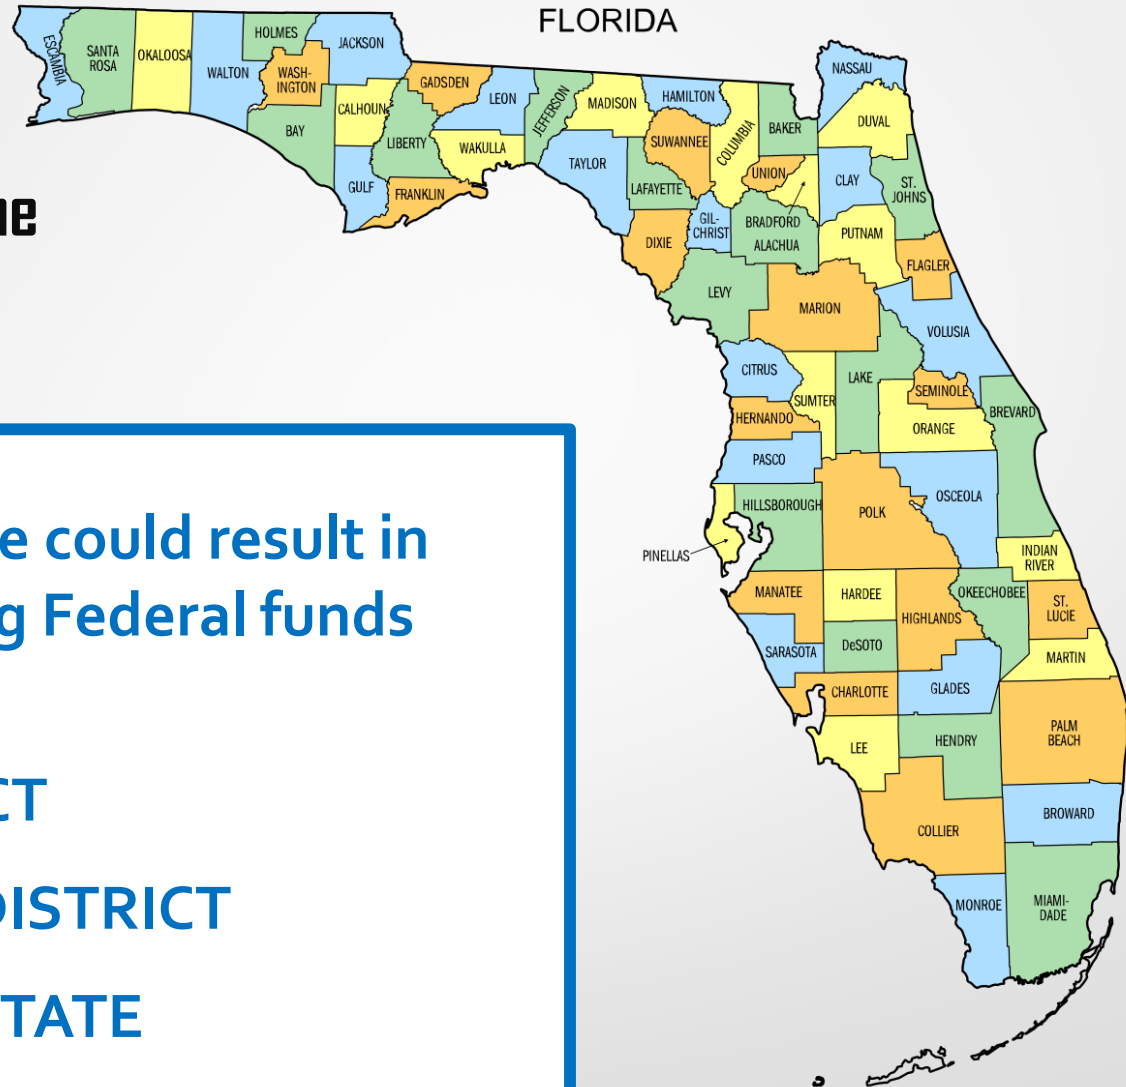 FLORIDA
ESCAMBIA
SANTA
ROSA
OKALOOSA
WALTON
HOLMES
WASH-
INGTON
JACKSON
BAY
CALHOUN
GULF
GADSDEN
LIBERTY
FRANKLIN
LEON
WAKULLA
JEFFERSON
MADISON
TAYLOR
HAMILTON
SUWANNEE
LAFAYETTE
DIXIE
COLUMBIA
GIL-
CHRIST
BAKER
UNION
BRADFORD
ALACHUA
NASSAU
DUVAL
CLAY
ST.
JOHNS
PUTNAM
FLAGLER
LEVY
MARION
VOLUSIA
CITRUS
SUMTER
LAKE
SEMINOLE
HERNANDO
ORANGE
BREVARD
PASCO
HILLSBOROUGH
POLK
OSCEOLA
PINELLAS
INDIAN
RIVER
MANATEE
HARDEE
HIGHLANDS
OKEECHOBEE
ST.
LUCIE
SARASOTA
DeSOTO
MARTIN
CHARLOTTE
GLADES
LEE
HENDRY
PALM
BEACH
COLLIER
BROWARD
MONROE
MIAMI-
DADE
ne
e could result in
g Federal funds
CT
DISTRICT
TATE